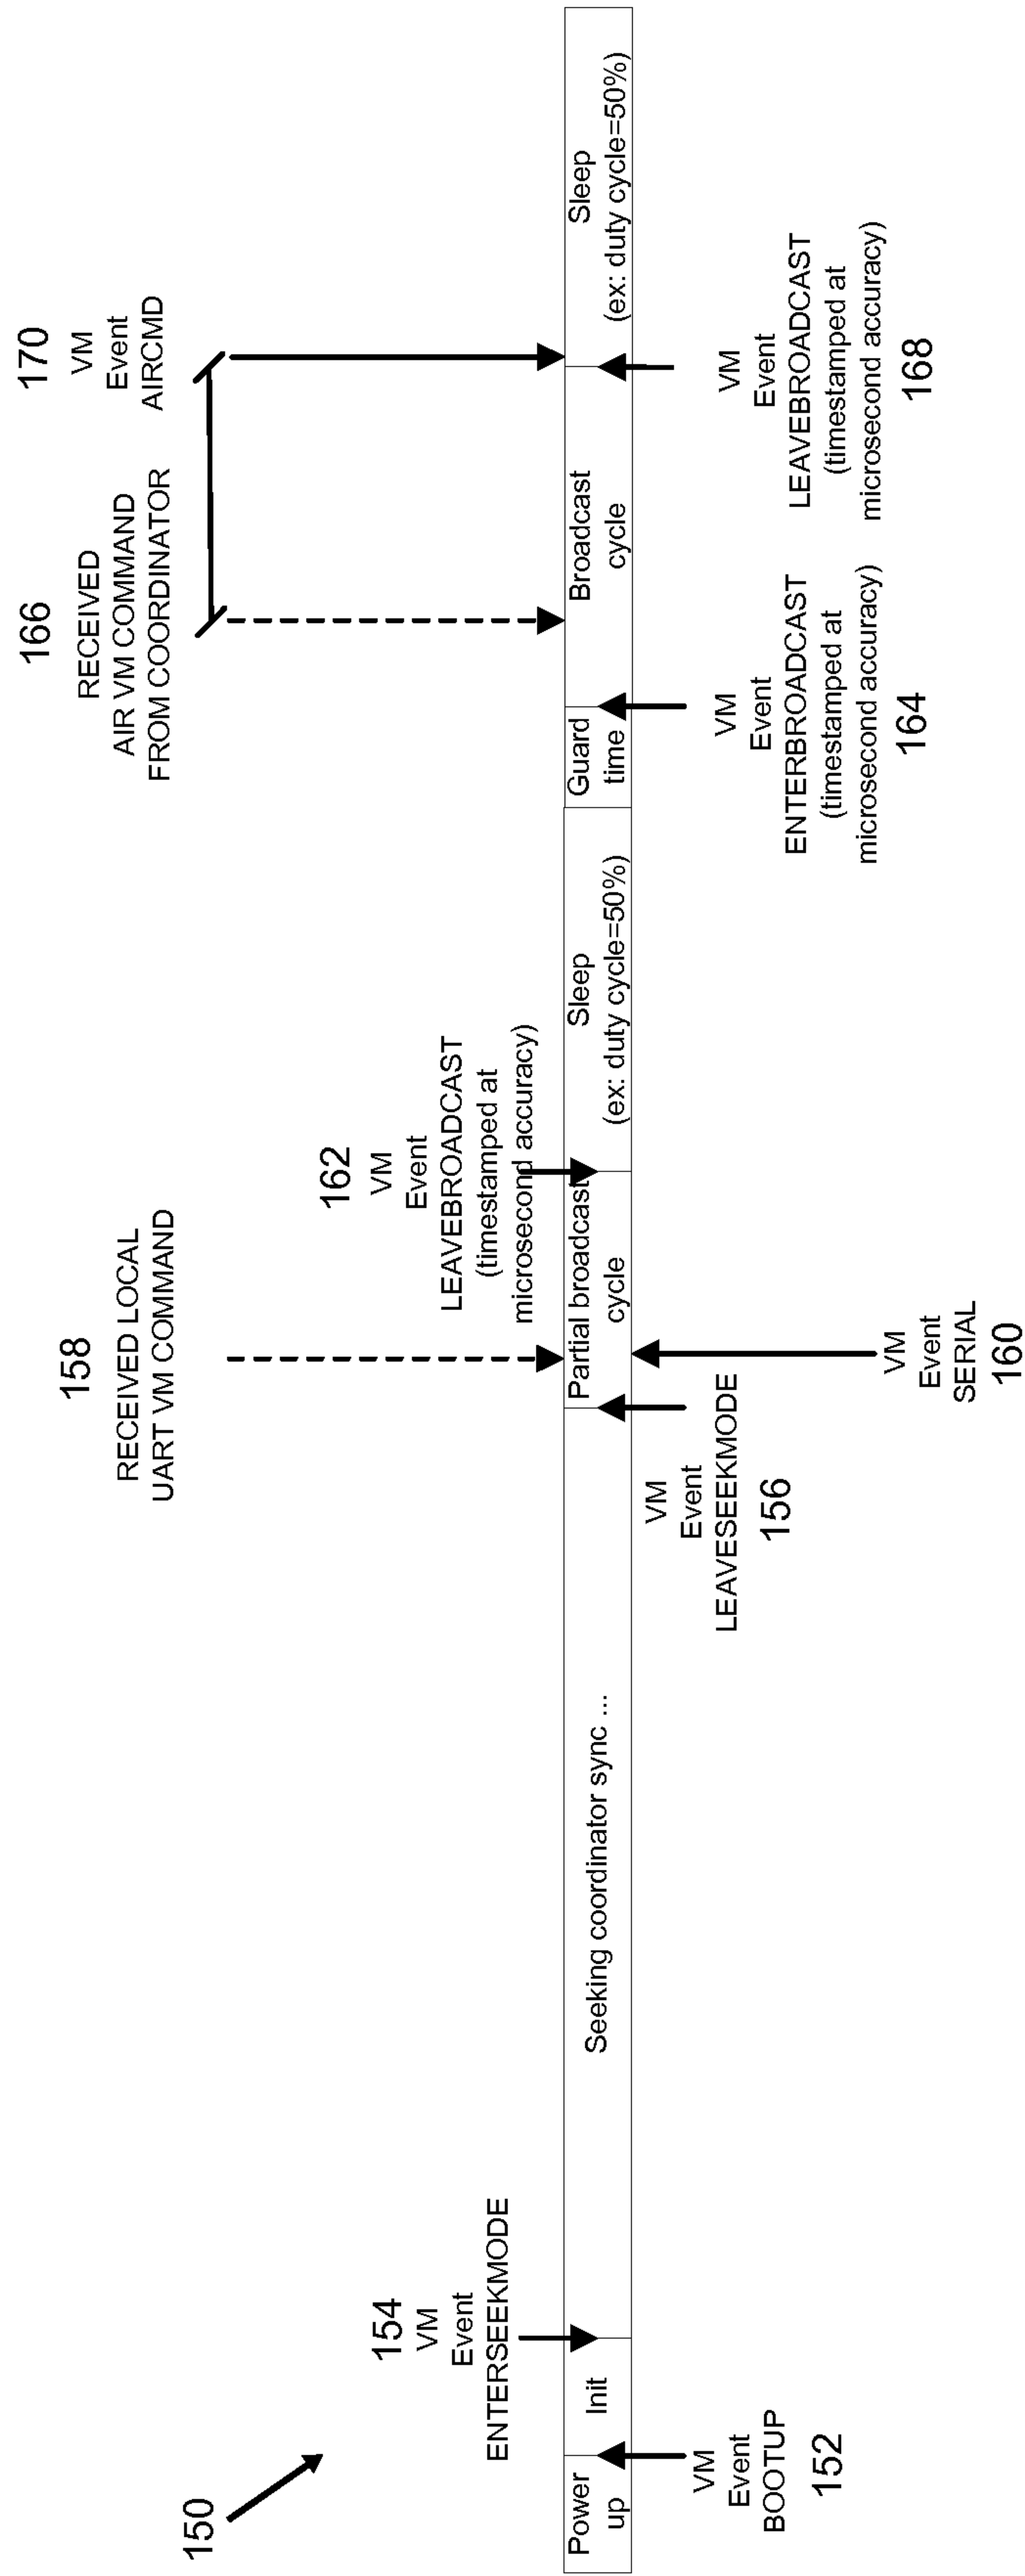 150
154
VM
Event
ENTERSEEKMODE
158
RECEIVED LOCAL
UART VM COMMAND
162
VM
Event
LEAVEBROADCAST
(timestamped at
microsecond accuracy)
166
RECEIVED
AIR VM COMMAND
FROM COORDINATOR
170
VM
Event
AIRCMD
Power
up
Init
Seeking coordinator sync ...
Partial broadcast
cycle
Sleep
(ex: duty cycle=50%)
Guard
time
Broadcast
cycle
Sleep
(ex: duty cycle=50%)
VM
Event
BOOTUP
152
VM
Event
LEAVESEEKMODE
156
VM
Event
SERIAL
160
VM
Event
ENTERBROADCAST
(timestamped at
microsecond accuracy)
164
VM
Event
LEAVEBROADCAST
(timestamped at
microsecond accuracy)
168